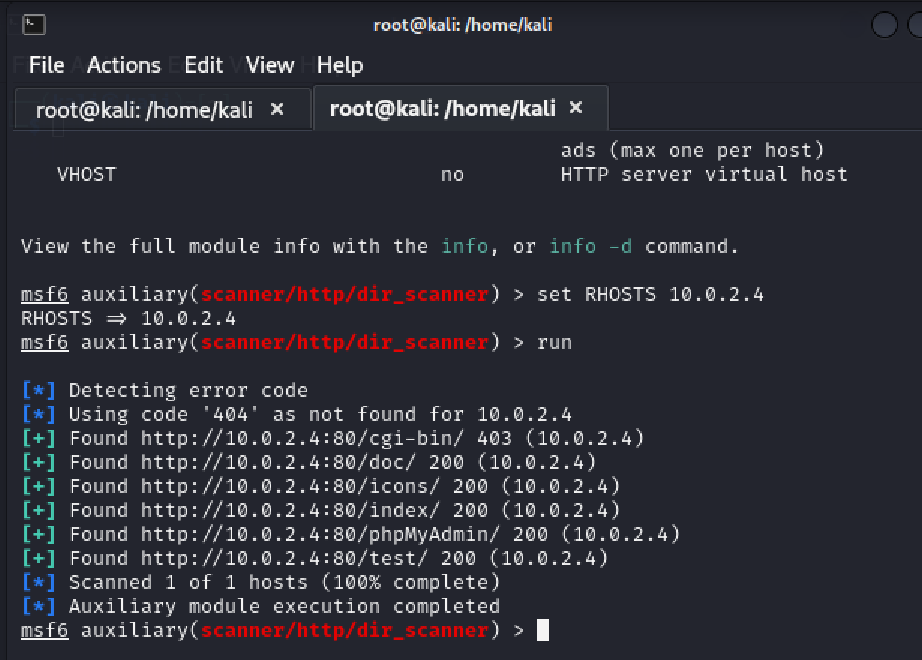 root@kali: /home/kali
File Actions Edit View Help
root@kali: /home/kali × root@kali: /home/kali ×
ads (max one per host)
VHOST no HTTP server virtual host
View the full module info with the info, or info -d command.
msf6 auxiliary(scanner/http/dir_scanner) > set RHOSTS 10.0.2.4
RHOSTS ⇒ 10.0.2.4
msf6 auxiliary(scanner/http/dir_scanner) > run
[*] Detecting error code
[*] Using code '404' as not found for 10.0.2.4
[+] Found http://10.0.2.4:80/cgi-bin/ 403 (10.0.2.4)
[+] Found http://10.0.2.4:80/doc/ 200 (10.0.2.4)
[+] Found http://10.0.2.4:80/icons/ 200 (10.0.2.4)
[+] Found http://10.0.2.4:80/index/ 200 (10.0.2.4)
[+] Found http://10.0.2.4:80/phpMyAdmin/ 200 (10.0.2.4)
[+] Found http://10.0.2.4:80/test/ 200 (10.0.2.4)
[*] Scanned 1 of 1 hosts (100% complete)
[*] Auxiliary module execution completed
msf6 auxiliary(scanner/http/dir_scanner) >